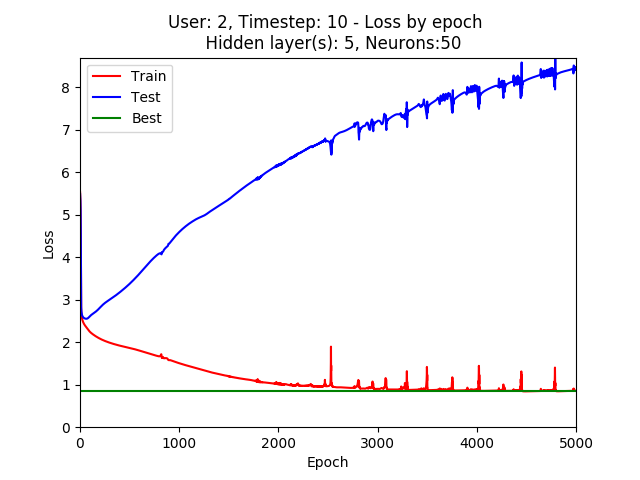 User: 2, Timestep: 10 - Loss by epoch
Hidden layer(s): 5, Neurons:50
Train
Test
Best
8
7
6
5
4
3
2
1
0
Loss
0 1000 2000 3000 4000 5000
Epoch